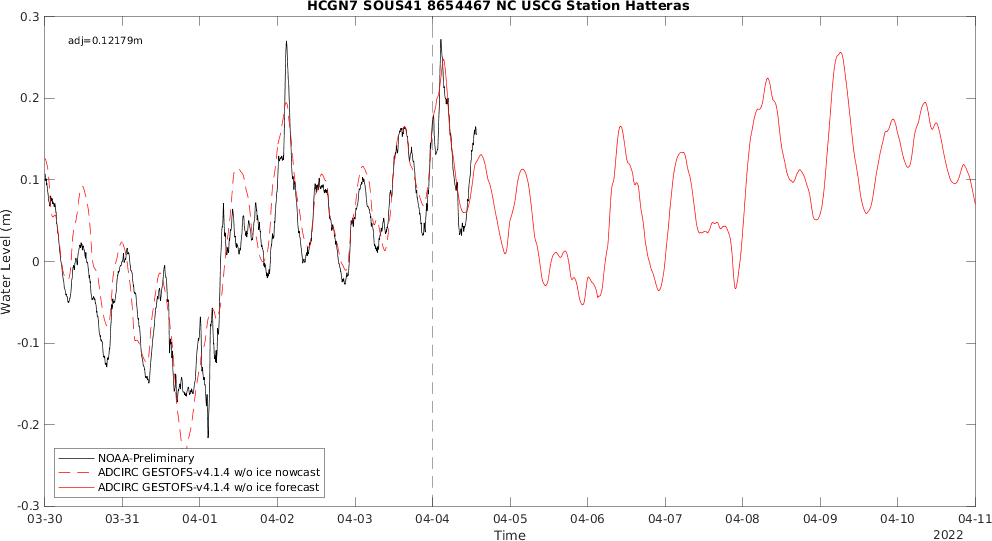 HCGN7 SOUS41 8654467 NC USCG Station Hatteras
adj=0.12179m
0.3
0.2
0.1
0
-0.1
-0.2
-0.3
Water Level (m)
NOAA-Preliminary
ADCIRC GESTOFS-v4.1.4 w/o ice nowcast
ADCIRC GESTOFS-v4.1.4 w/o ice forecast
03-30 03-31 04-01 04-02 04-03 04-04 04-05 04-06 04-07 04-08 04-09 04-10 04-11
Time
2022